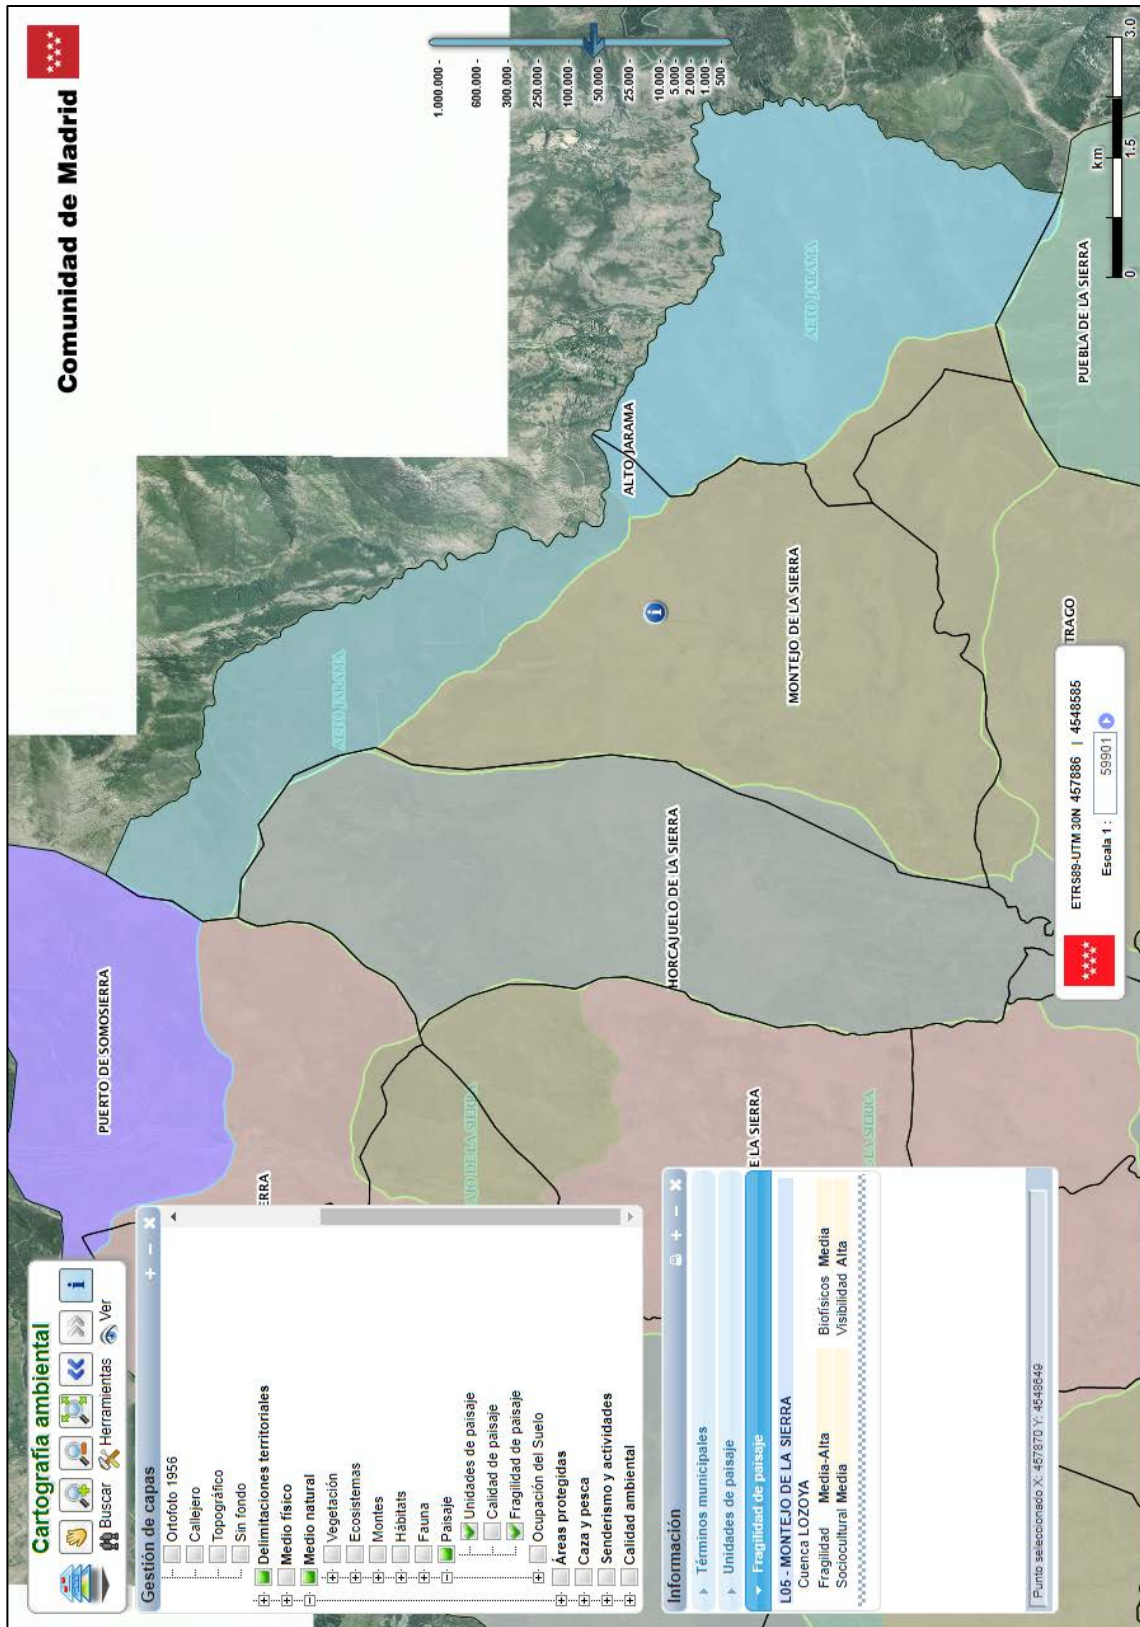 Comunidad de Madrid
Cartografía ambiental
Buscar Herramientas Ver
Gestión de capas
Ortofoto 1956
Callejero
Topográfico
Sin fondo
Delimitaciones territoriales
Medio físico
Medio natural
Vegetación
Ecosistemas
Montes
Hábitats
Fauna
Paisaje
Unidades de paisaje
Calidad de paisaje
Fragilidad de paisaje
Ocupación del Suelo
Áreas protegidas
Caza y pesca
Senderismo y actividades
Calidad ambiental
Información
Términos municipales
Unidades de paisaje
Fragilidad de paisaje
L05 - MONTEJO DE LA SIERRA
Cuenca LOZOYA
Fragilidad Media-Alta Biofísicos Media
Sociocultural Media Visibilidad Alta
Punto seleccionado X: 457870 Y: 4548649
PUERTO DE SOMOSIERRA
ERRA
DE LA SIERRA
E LA SIERRA
LA SIERRA
HORCAJUELO DE LA SIERRA
MONTEJO DE LA SIERRA
ALTO JARAMA
ALTO JARAMA
ALTO JARAMA
PUEBLA DE LA SIERRA
TRAGO
1.000.000 -
600.000 -
300.000 -
250.000 -
100.000 -
50.000 -
25.000 -
10.000 -
5.000 -
2.000 -
1.000 -
500 -
ETRS89-UTM 30N 457886 | 4548585
Escala 1 : 59901
km
0 1.5 3.0